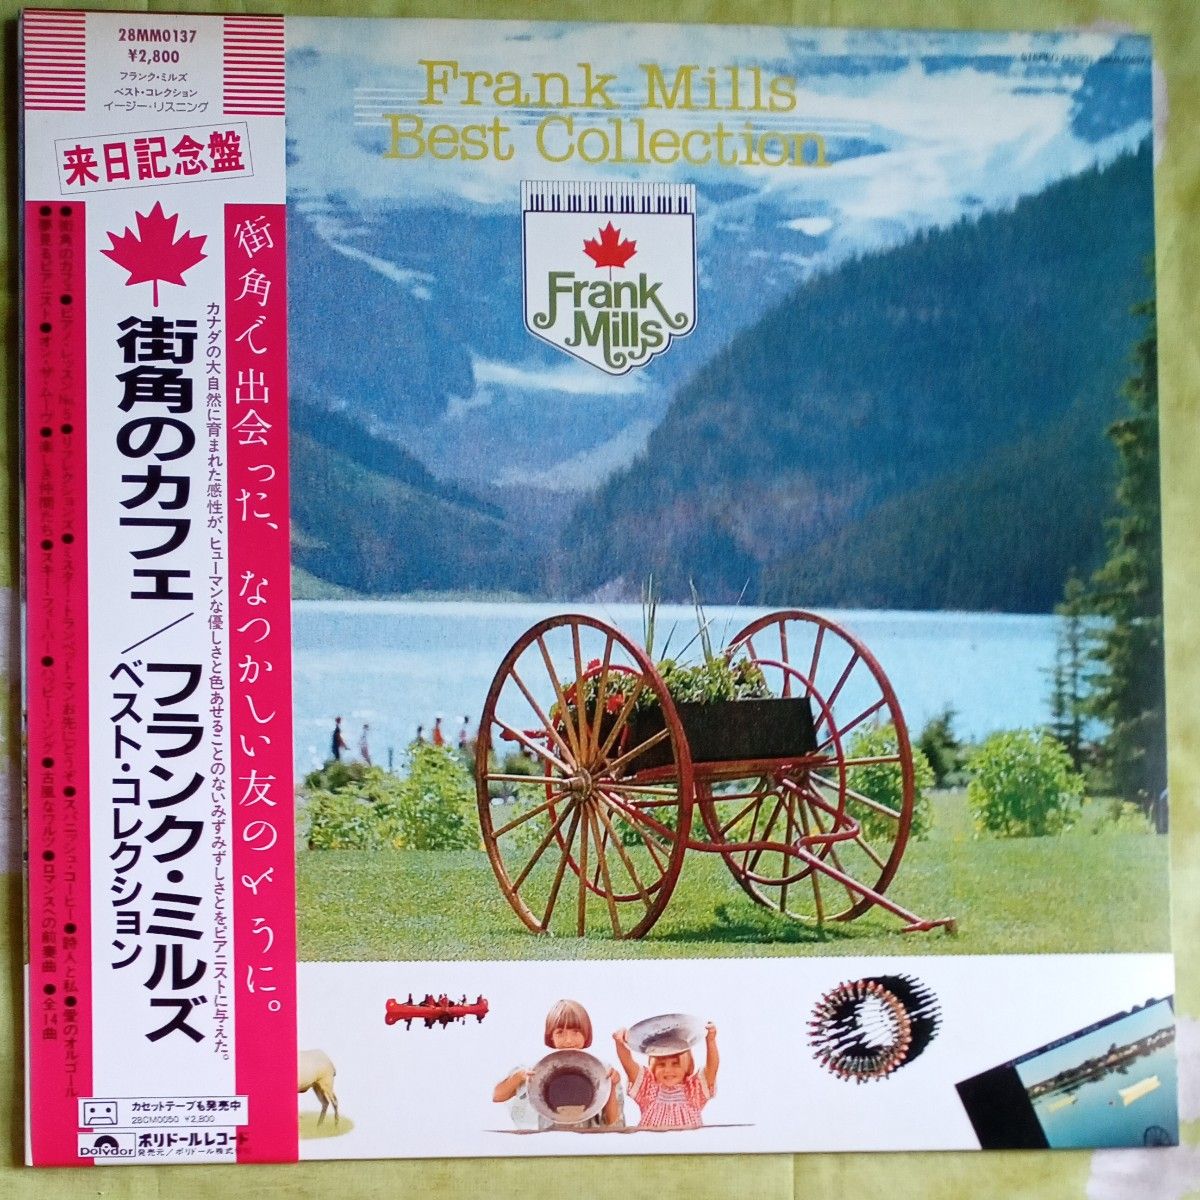 28MM0137
¥2,800
フランク・ミルズ
ベスト・コレクション
イージー・リスニング
来日記念盤
街角で出会った、なつかしい友のように。
カナダの大自然に育まれた感性が、ヒューマンな優しさと色あせることのないみずみずしさとをピアニストに与えた。
街角のカフェ／フランク・ミルズ
ベスト・コレクション
●街角のカフェ●ピアノ・レッスンNo.5●リフレクションズ●ミスター・トランペット・マンお先にどうぞ●スパニッシュ・コーヒー●詩人と私●愛のオルゴール
●夢見るピアニスト●オン・ザ・ムーヴ●楽しき仲間たち●スキー・フィーバー●ハッピー・ソング●古風なワルツ●ロマンスへの前奏曲 ●全14曲
カセットテープも発売中
28CM0050 ¥2,800
polydor
ポリドールレコード
発売元／ポリドール株式
Frank Mills
Best Collection
Frank
Mills
STEREO